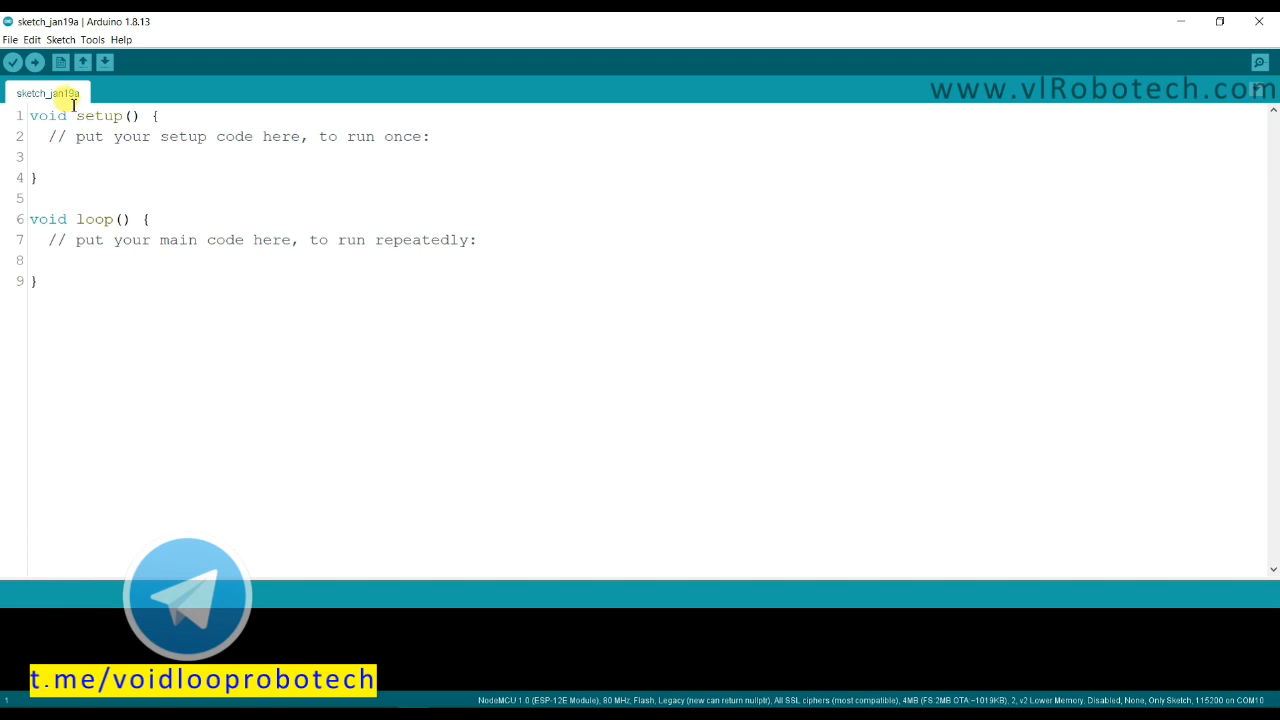 sketch_jan19a | Arduino 1.8.13
File Edit Sketch Tools Help
www.vlRobotech.com
sketch_jan19a
1 void setup() {
2 // put your setup code here, to run once:
3
4 }
5
6 void loop() {
7 // put your main code here, to run repeatedly:
8
9 }
t.me/voidlooprobotech
1 NodeMCU 1.0 (ESP-12E Module), 80 MHz, Flash, Legacy (new can return nullptr), All SSL ciphers (most compatible), 4MB (FS:2MB OTA:~1019KB), 2, v2 Lower Memory, Disabled, None, Only Sketch, 115200 on COM10